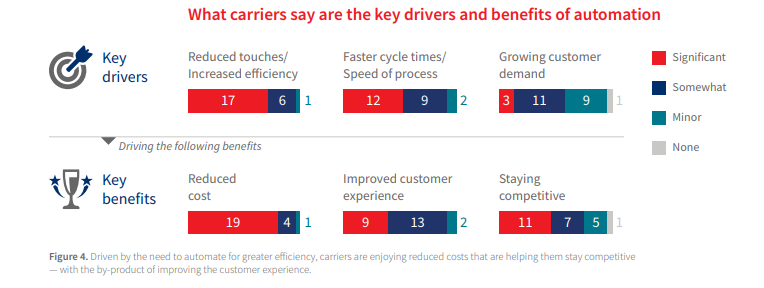 What carriers say are the key drivers and benefits of automation
Key
drivers
Reduced touches/
Increased efficiency
17 6 1
Faster cycle times/
Speed of process
12 9 2
Growing customer
demand
3 11 9 1
Significant
Somewhat
Minor
None
Driving the following benefits
Key
benefits
Reduced
cost
19 4 1
Improved customer
experience
9 13 2
Staying
competitive
11 7 5 1
Figure 4. Driven by the need to automate for greater efficiency, carriers are enjoying reduced costs that are helping them stay competitive
— with the by-product of improving the customer experience.